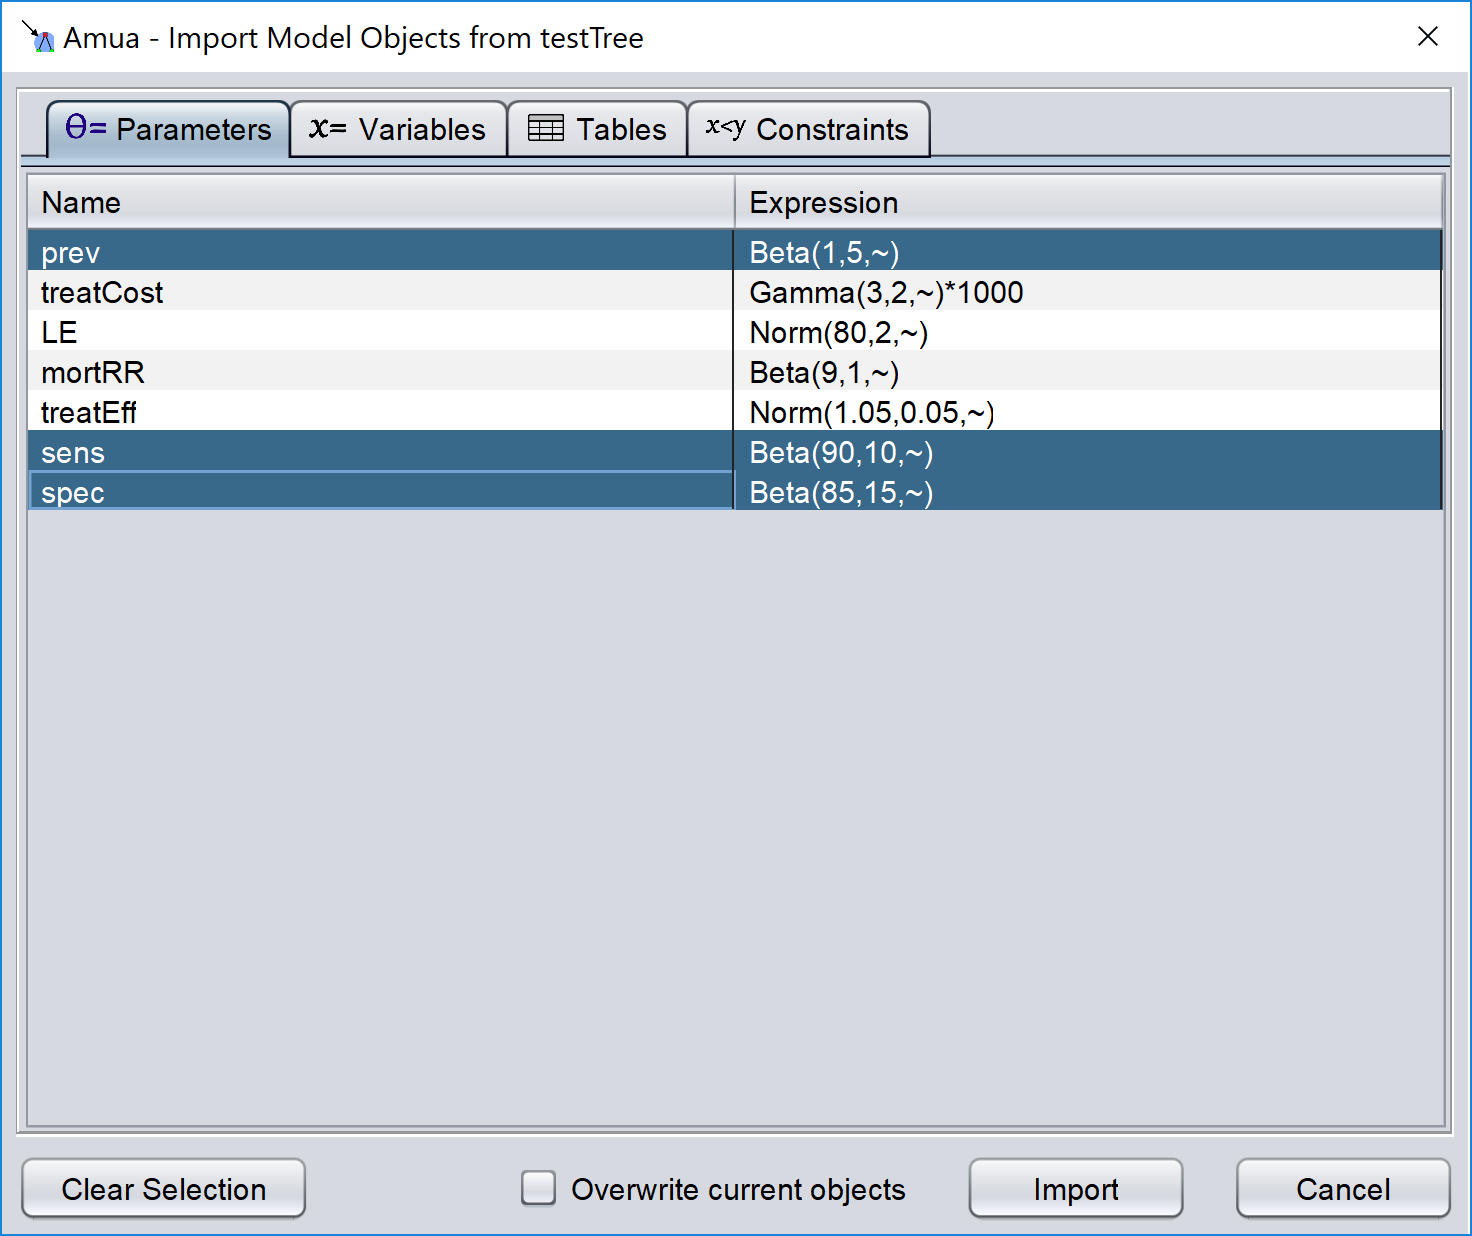 Amua - Import Model Objects from testTree
θ= Parameters x= Variables Tables x<y Constraints
Name Expression
prev Beta(1,5,~)
treatCost Gamma(3,2,~)*1000
LE Norm(80,2,~)
mortRR Beta(9,1,~)
treatEff Norm(1.05,0.05,~)
sens Beta(90,10,~)
spec Beta(85,15,~)
Clear Selection Overwrite current objects Import Cancel